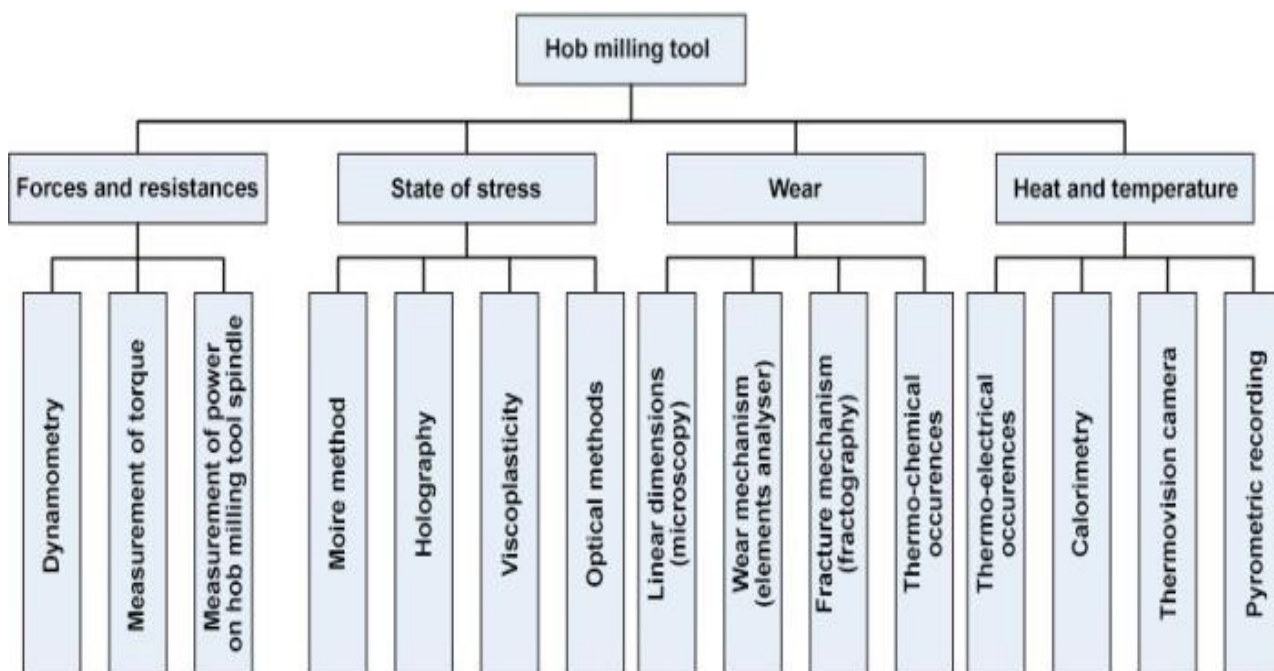 Hob milling tool
Forces and resistances
State of stress
Wear
Heat and temperature
Dynamometry
Measurement of torque
Measurement of power
on hob milling tool spindle
Moire method
Holography
Viscoplasticity
Optical methods
Linear dimensions
(microscopy)
Wear mechanism
(elements analyser)
Fracture mechanism
(fractography)
Thermo-chemical
occurences
Thermo-electrical
occurences
Calorimetry
Thermovision camera
Pyrometric recording